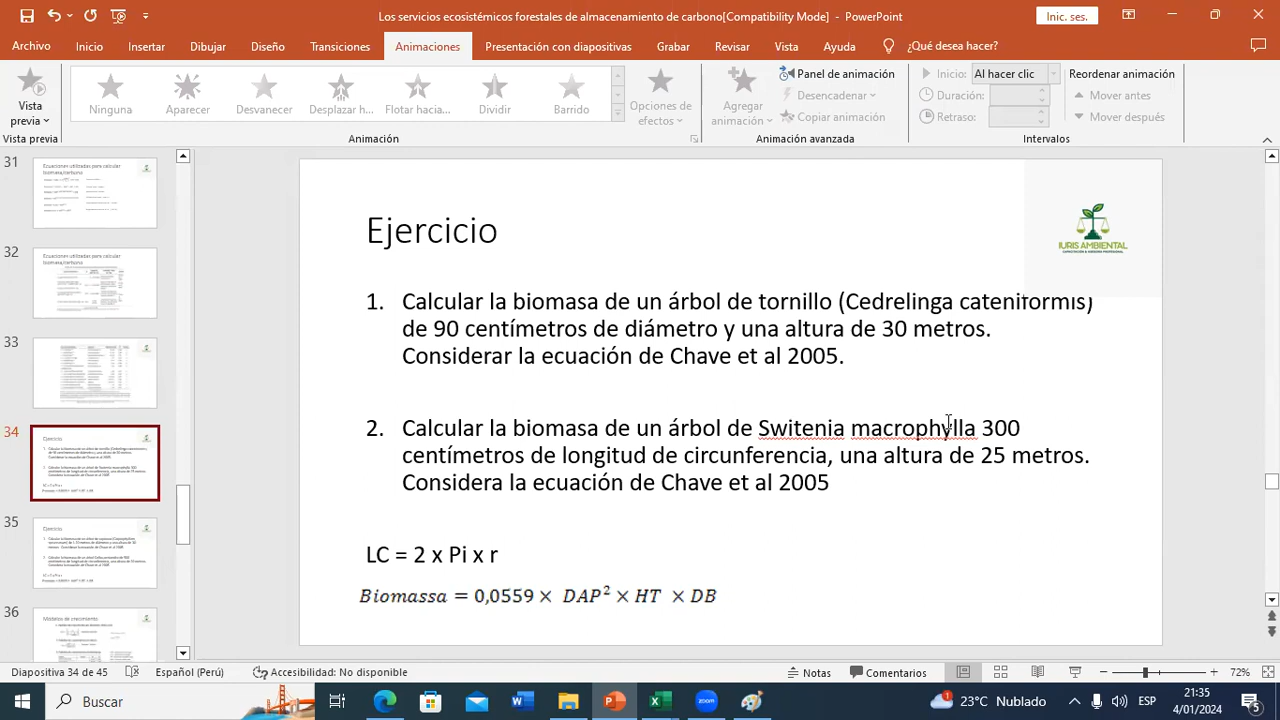 Los servicios ecosistémicos forestales de almacenamiento de carbono[Compatibility Mode] - PowerPoint
Inic. ses.
Archivo Inicio Insertar Dibujar Diseño Transiciones Animaciones Presentación con diapositivas Grabar Revisar Vista Ayuda ¿Qué desea hacer?
Vista previa
Ninguna Aparecer Desvanecer Desplazar h... Flotar hacia... Dividir Barrido
Opciones de efectos
Agregar animación
Panel de animación
Desencadenar
Copiar animación
Inicio: Al hacer clic
Duración:
Retraso:
Reordenar animación
Mover antes
Mover después
Vista previa Animación Animación avanzada Intervalos
31
32
33
34
35
36
Ejercicio
IURIS AMBIENTAL
1. Calcular la biomasa de un árbol de tornillo (Cedrelinga cateniformis)
de 90 centímetros de diámetro y una altura de 30 metros.
Considerar la ecuación de Chave et al 2005.
2. Calcular la biomasa de un árbol de Switenia macrophylla 300
centímetros de longitud de circunferencia, una altura de 25 metros.
Considera la ecuación de Chave et al 2005
LC = 2 x Pi x r
Biomassa = 0,0559 × DAP² × HT × DB
Diapositiva 34 de 45 Español (Perú) Accesibilidad: No disponible Notas Comentarios 72%
Buscar
23°C Nublado ESP 21:35
4/01/2024